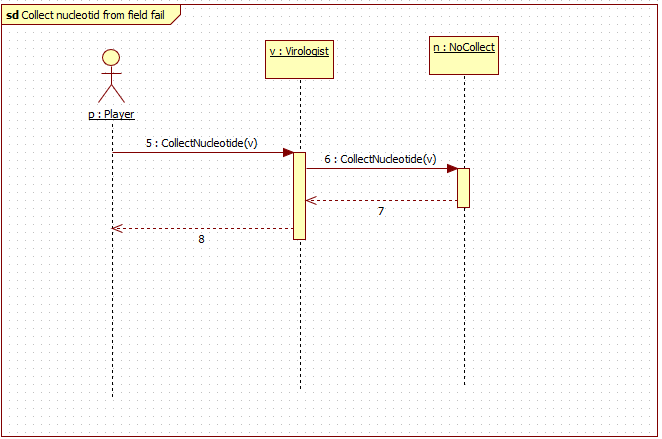 sd Collect nucleotid from field fail
v : Virologist
n : NoCollect
p : Player
5 : CollectNucleotide(v)
6 : CollectNucleotide(v)
7
8